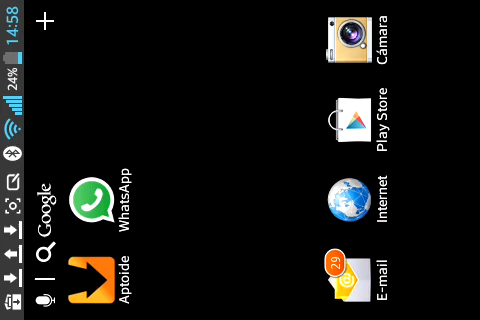 24% 14:58
Google
Aptoide WhatsApp
29
E-mail Internet Play Store Cámara